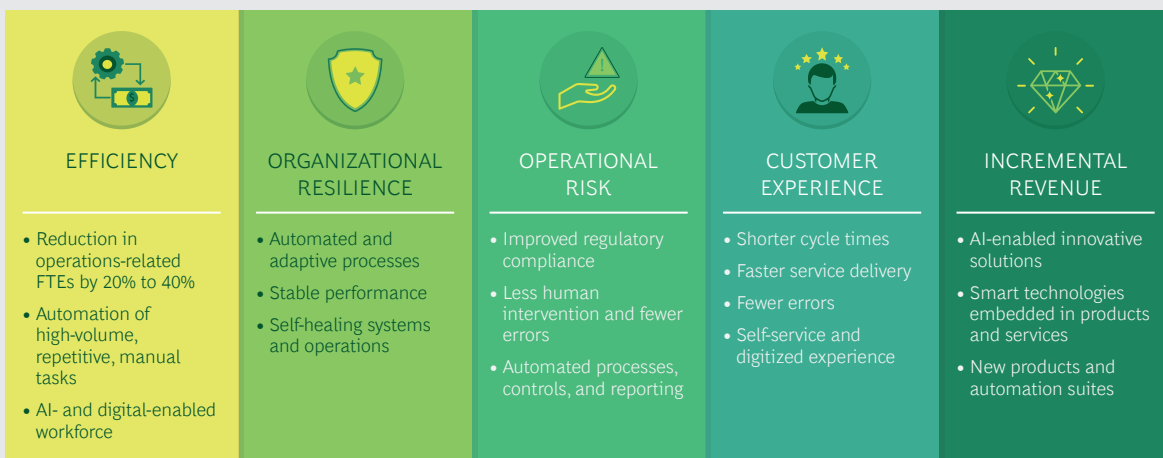 EFFICIENCY
• Reduction in
operations-related
FTEs by 20% to 40%
• Automation of
high-volume,
repetitive, manual
tasks
• AI- and digital-enabled
workforce
ORGANIZATIONAL
RESILIENCE
• Automated and
adaptive processes
• Stable performance
• Self-healing systems
and operations
OPERATIONAL
RISK
• Improved regulatory
compliance
• Less human
intervention and fewer
errors
• Automated processes,
controls, and reporting
CUSTOMER
EXPERIENCE
• Shorter cycle times
• Faster service delivery
• Fewer errors
• Self-service and
digitized experience
INCREMENTAL
REVENUE
• AI-enabled innovative
solutions
• Smart technologies
embedded in products
and services
• New products and
automation suites